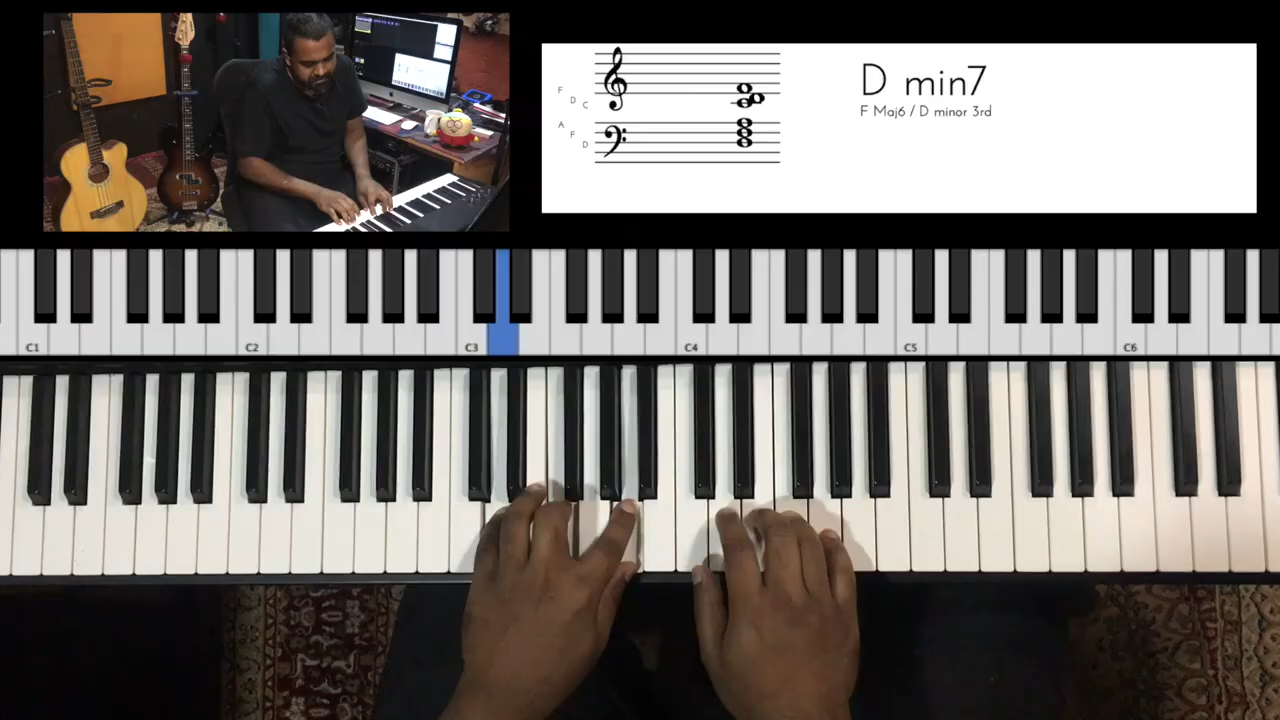 D min7
F Maj6 / D minor 3rd
F
D C
A
F
D
C1 C2 C3 C4 C5 C6